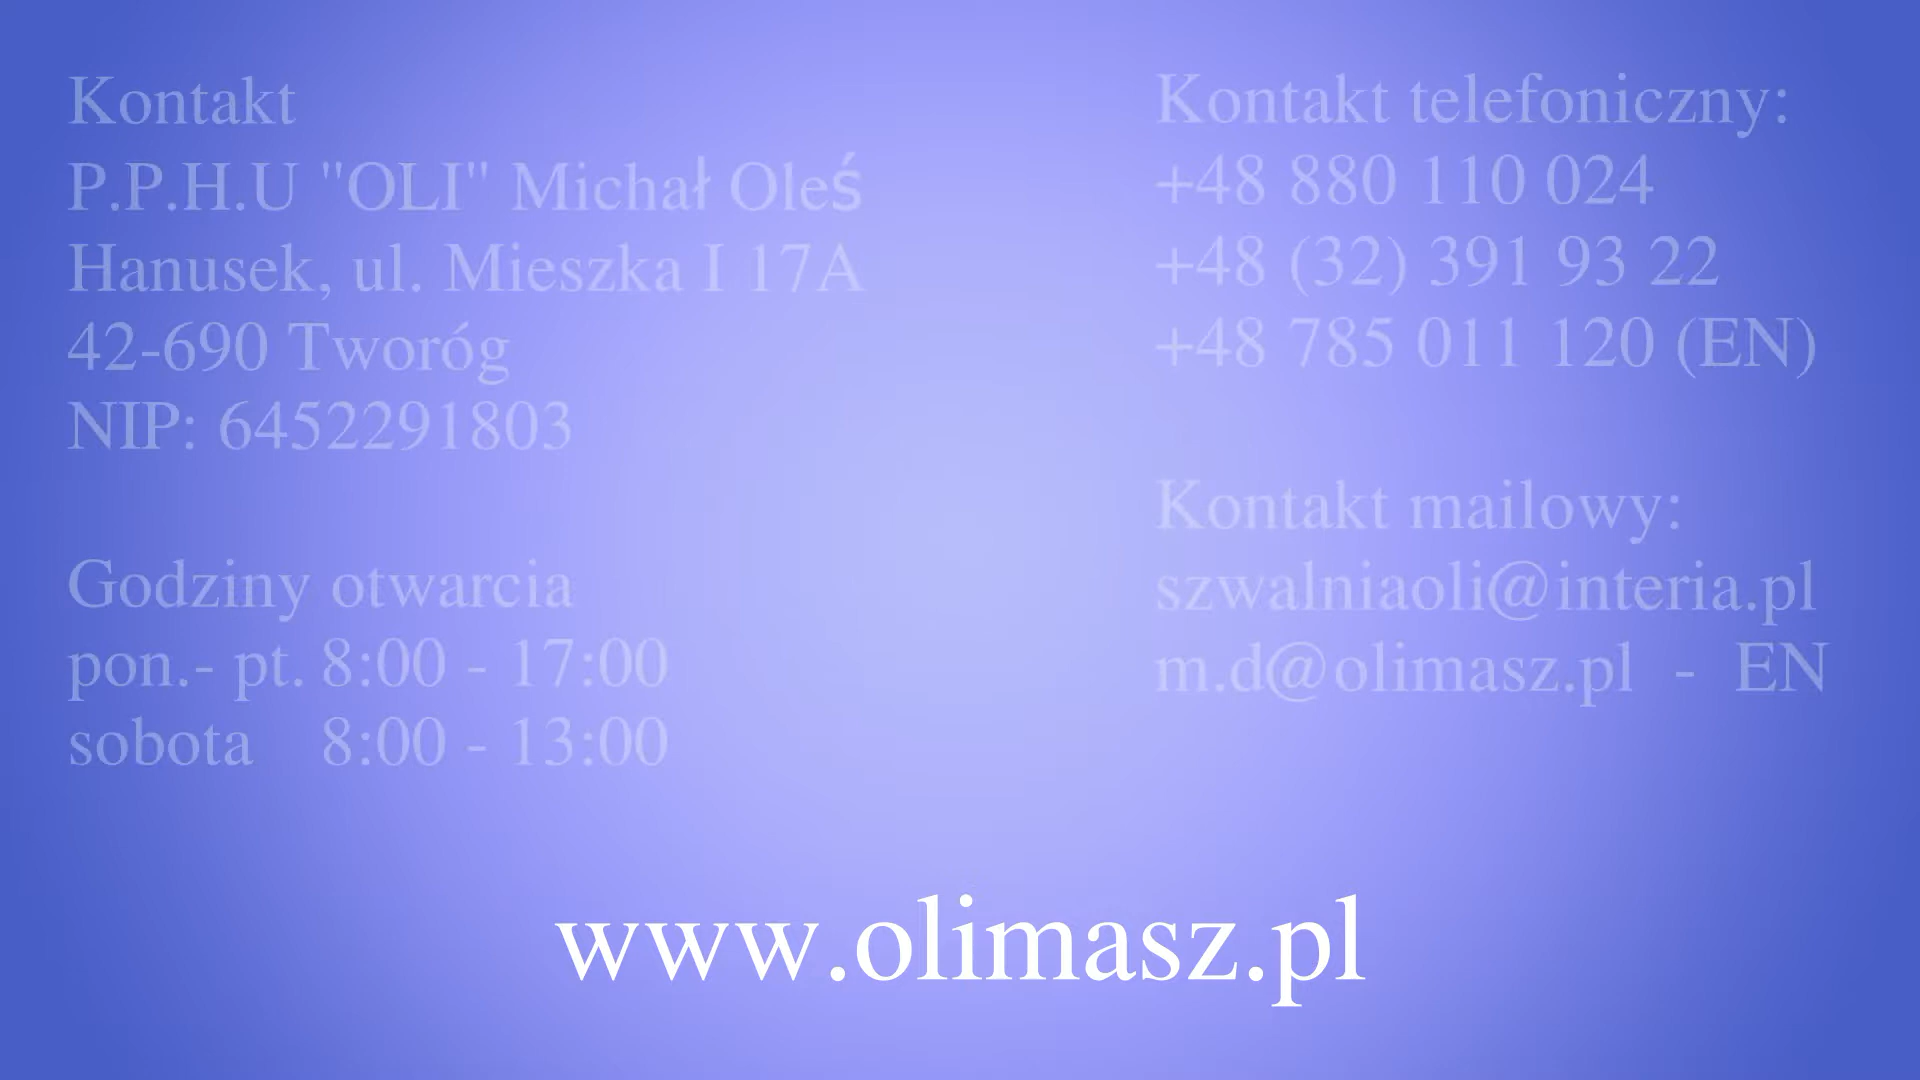 Kontakt
P.P.H.U "OLI" Michał Oleś
Hanusek, ul. Mieszka I 17A
42-690 Tworóg
NIP: 6452291803
Godziny otwarcia
pon.- pt. 8:00 - 17:00
sobota 8:00 - 13:00
Kontakt telefoniczny:
+48 880 110 024
+48 (32) 391 93 22
+48 785 011 120 (EN)
Kontakt mailowy:
szwalniaoli@interia.pl
m.d@olimasz.pl - EN
www.olimasz.pl